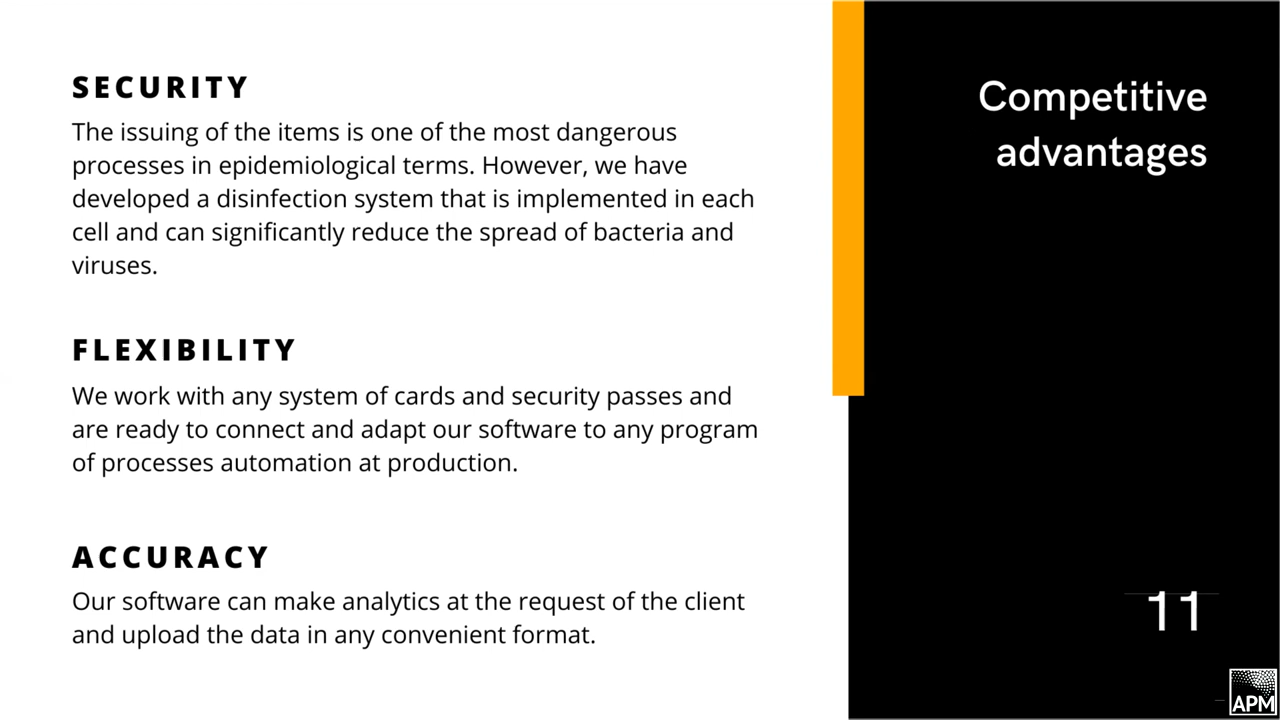 SECURITY
The issuing of the items is one of the most dangerous
processes in epidemiological terms. However, we have
developed a disinfection system that is implemented in each
cell and can significantly reduce the spread of bacteria and
viruses.
FLEXIBILITY
We work with any system of cards and security passes and
are ready to connect and adapt our software to any program
of processes automation at production.
ACCURACY
Our software can make analytics at the request of the client
and upload the data in any convenient format.
Competitive
advantages
11
APM